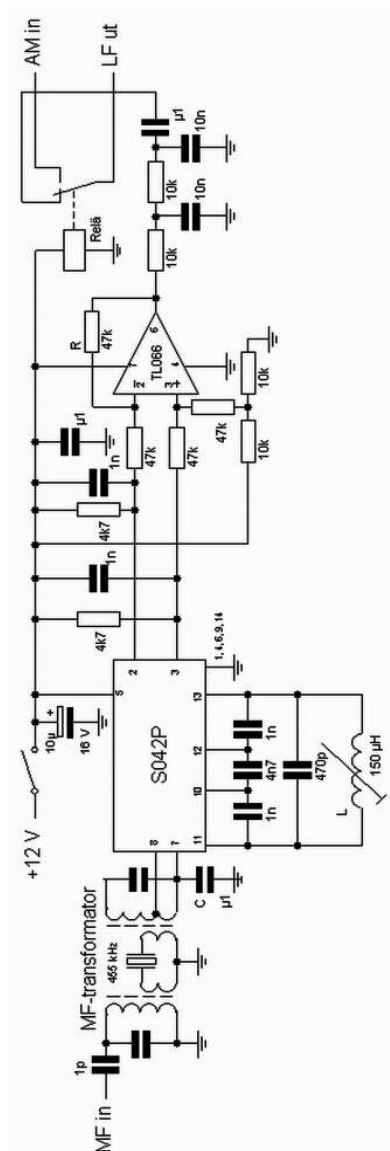 +12 V
10µ +
16 V
4k7
1n
4k7
1n
µ1
R
47k
Relä
AM in
LF ut
MF in
1p
MF-transformator
455 kHz
C
µ1
8
7
5
S042P
2
3
11
10
12
13
1, 4, 6, 9, 14
1n
4n7
1n
470p
L
150 µH
47k
47k
2
3
+
TL066
4
6
47k
10k
10k
10k
10k
10n
10n
µ1